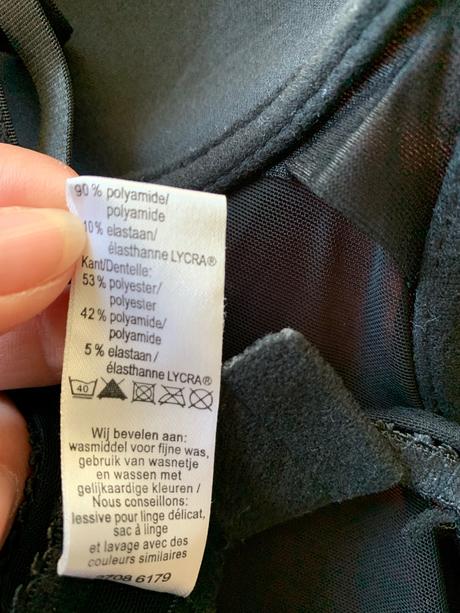 90 % polyamide/
polyamide
10% elastaan/
élasthanne LYCRA®
Kant/Dentelle:
53 % polyester/
polyester
42% polyamide/
polyamide
5 % elastaan /
élasthanne LYCRA®
40
Wij bevelen aan:
wasmiddel voor fijne was,
gebruik van wasnetje
en wassen met
gelijkaardige kleuren /
Nous conseillons:
lessive pour linge délicat,
sac à linge
et lavage avec des
couleurs similaires
6179